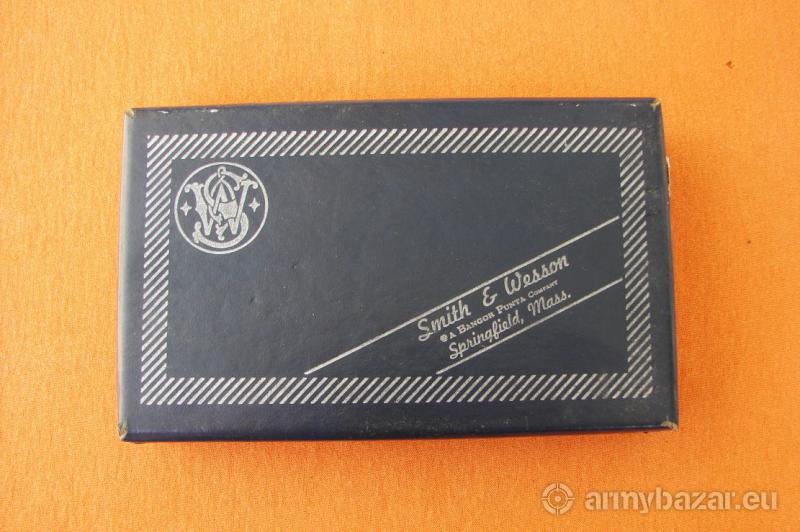 Smith & Wesson
A BANGOR PUNTA COMPANY
Springfield, Mass.
armybazar.eu